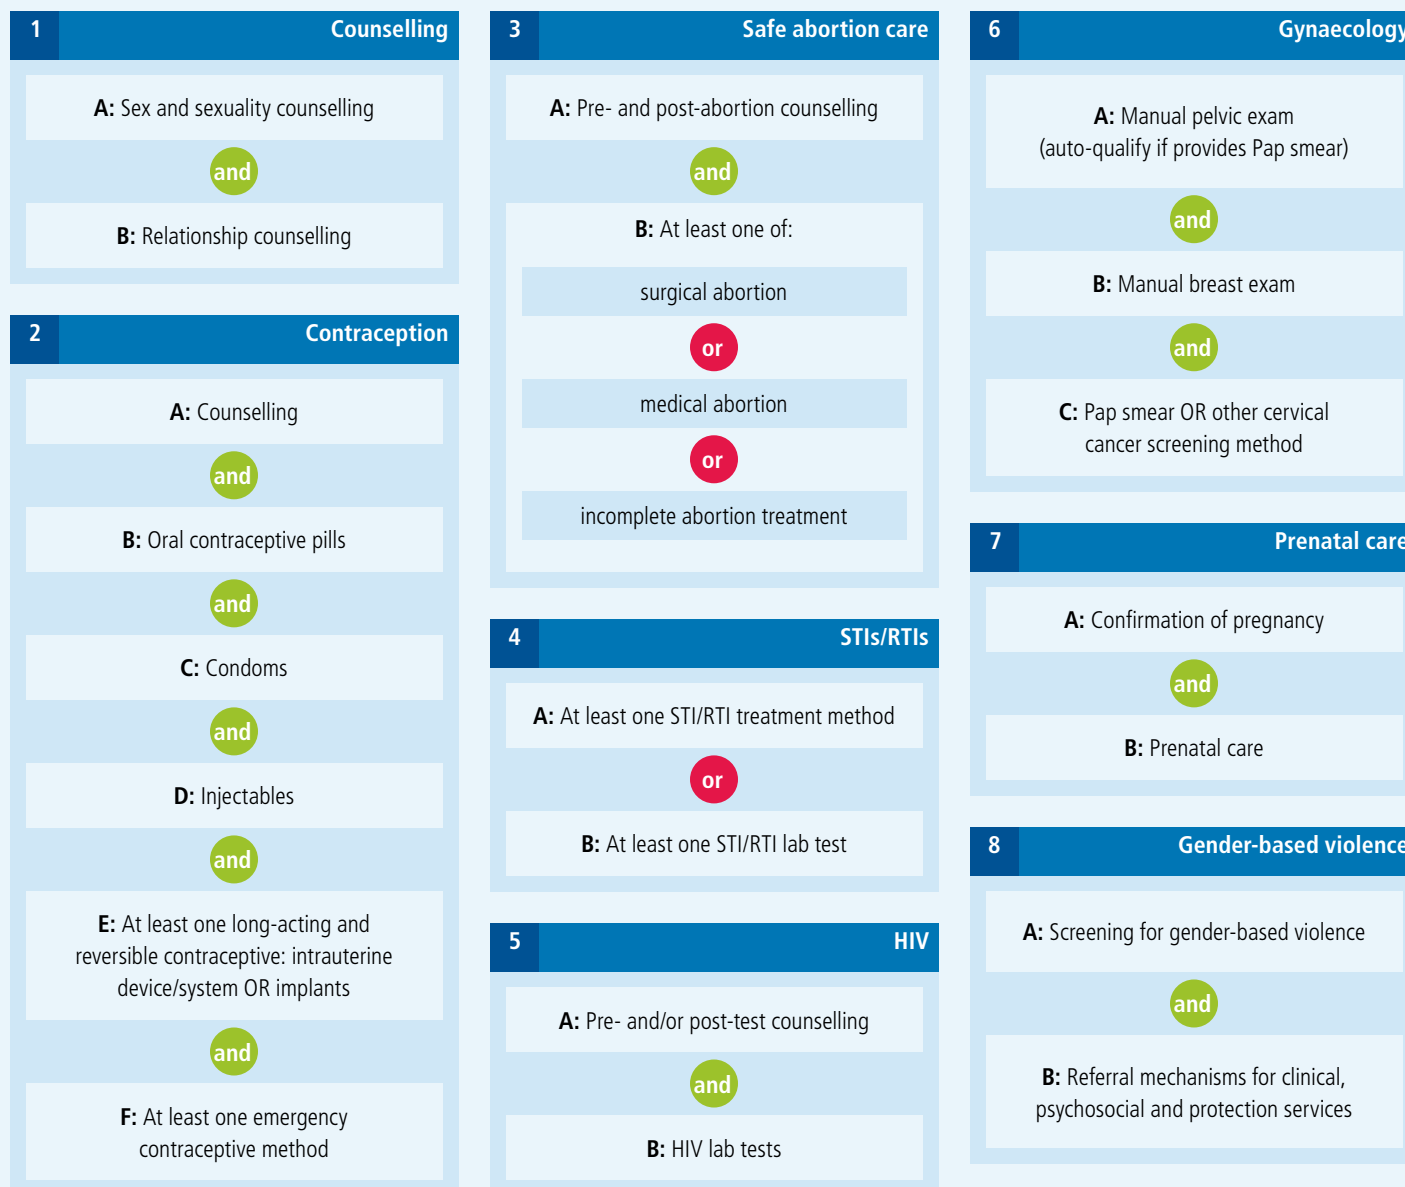 1 Counselling
A: Sex and sexuality counselling
and
B: Relationship counselling
2 Contraception
A: Counselling
and
B: Oral contraceptive pills
and
C: Condoms
and
D: Injectables
and
E: At least one long-acting and
reversible contraceptive: intrauterine
device/system OR implants
and
F: At least one emergency
contraceptive method
3 Safe abortion care
A: Pre- and post-abortion counselling
and
B: At least one of:
surgical abortion
or
medical abortion
or
incomplete abortion treatment
4 STIs/RTIs
A: At least one STI/RTI treatment method
or
B: At least one STI/RTI lab test
5 HIV
A: Pre- and/or post-test counselling
and
B: HIV lab tests
6 Gynaecology
A: Manual pelvic exam
(auto-qualify if provides Pap smear)
and
B: Manual breast exam
and
C: Pap smear OR other cervical
cancer screening method
7 Prenatal care
A: Confirmation of pregnancy
and
B: Prenatal care
8 Gender-based violence
A: Screening for gender-based violence
and
B: Referral mechanisms for clinical,
psychosocial and protection services